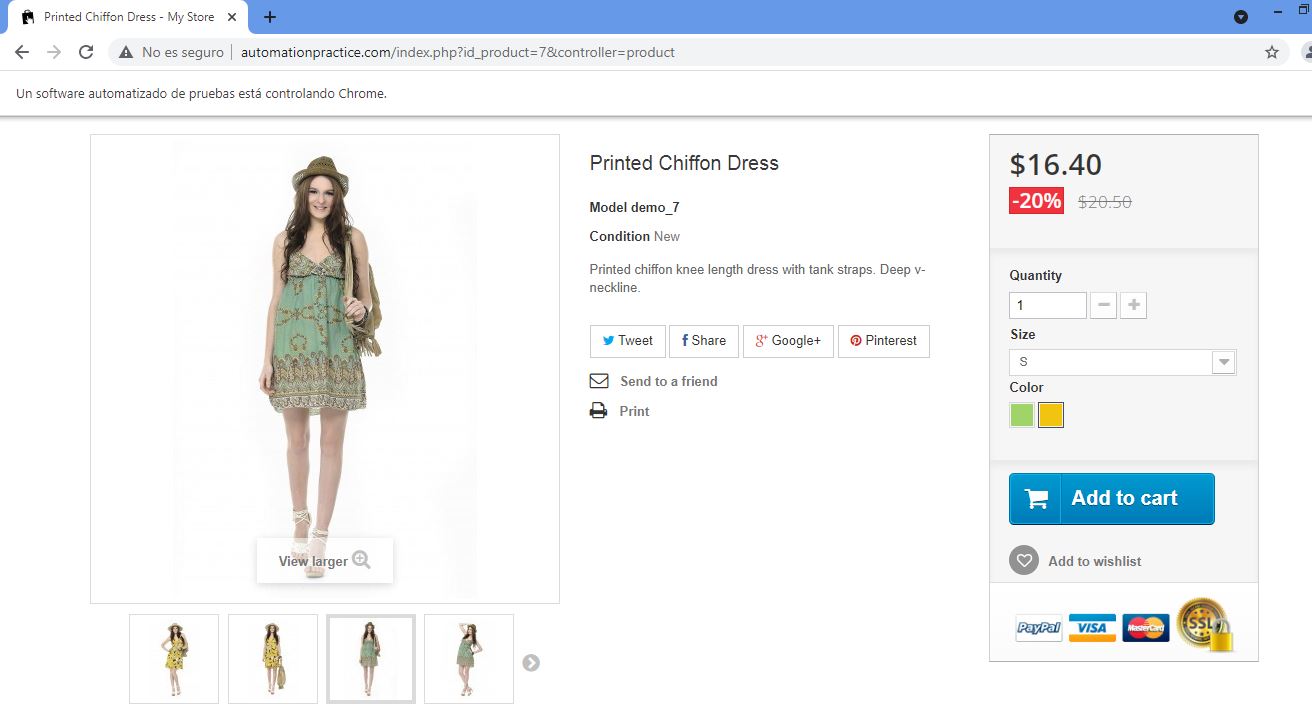 Printed Chiffon Dress - My Store
No es seguro
automationpractice.com/index.php?id_product=7&controller=product
Un software automatizado de pruebas está controlando Chrome.
View larger
Printed Chiffon Dress
Model demo_7
Condition New
Printed chiffon knee length dress with tank straps. Deep v-
neckline.
Tweet
Share
Google+
Pinterest
Send to a friend
Print
$16.40
-20% $20.50
Quantity
1
Size
S
Color
Add to cart
Add to wishlist
PayPal VISA MasterCard SSL